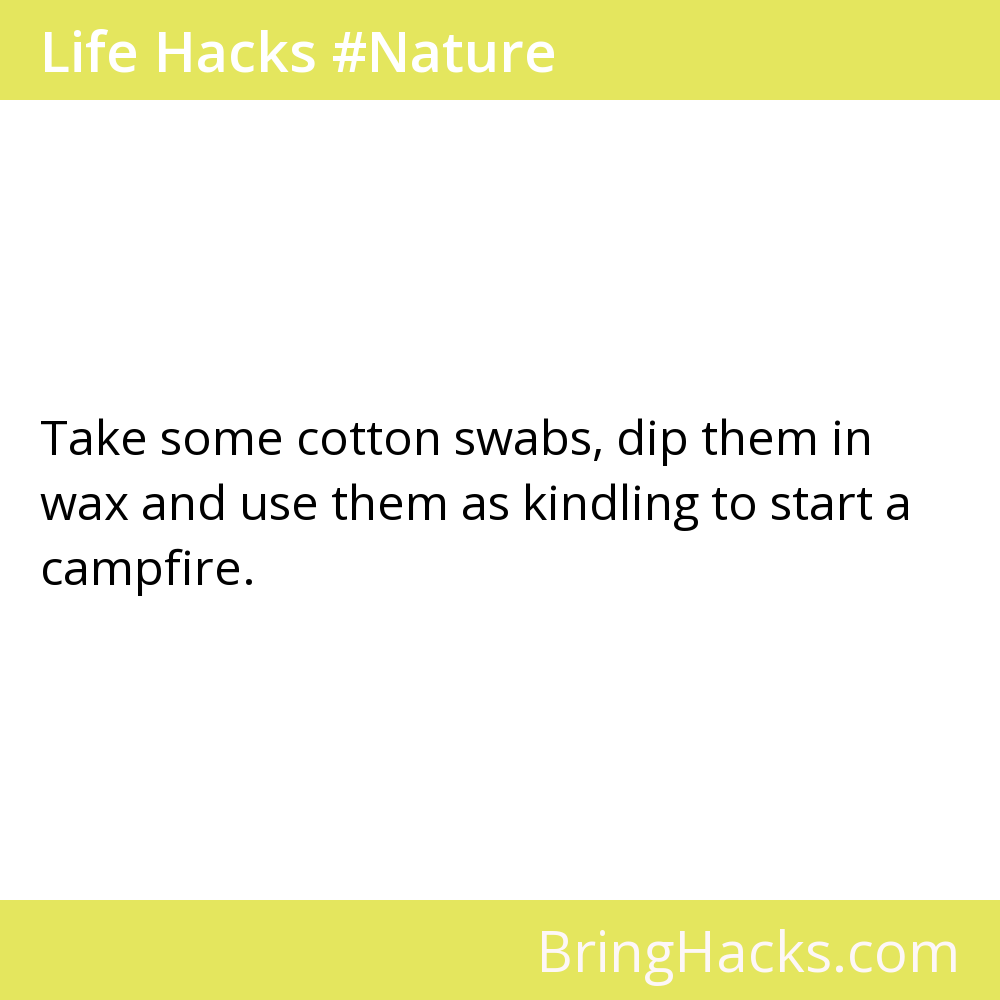 Life Hacks #Nature
Take some cotton swabs, dip them in
wax and use them as kindling to start a
campfire.
BringHacks.com